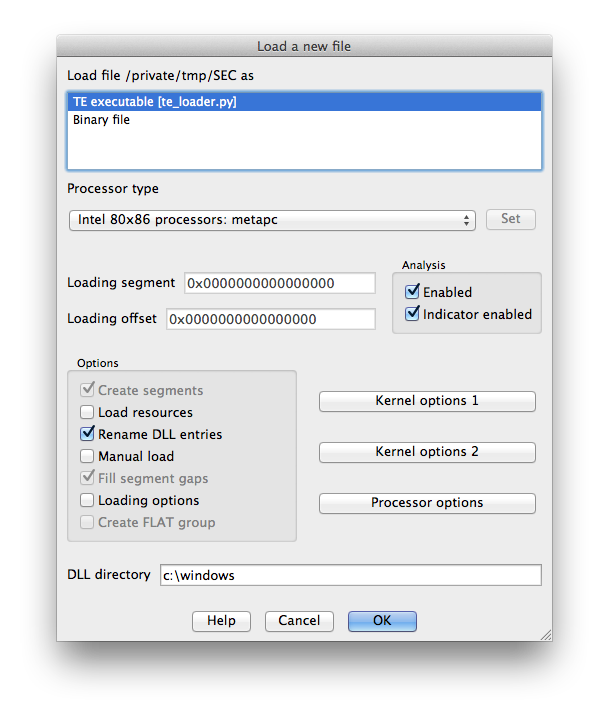 Load a new file
Load file /private/tmp/SEC as
TE executable [te_loader.py]
Binary file
Processor type
Intel 80x86 processors: metapc
Set
Loading segment 0x0000000000000000
Loading offset 0x0000000000000000
Analysis
Enabled
Indicator enabled
Options
Create segments
Load resources
Rename DLL entries
Manual load
Fill segment gaps
Loading options
Create FLAT group
Kernel options 1
Kernel options 2
Processor options
DLL directory c:\windows
Help Cancel OK